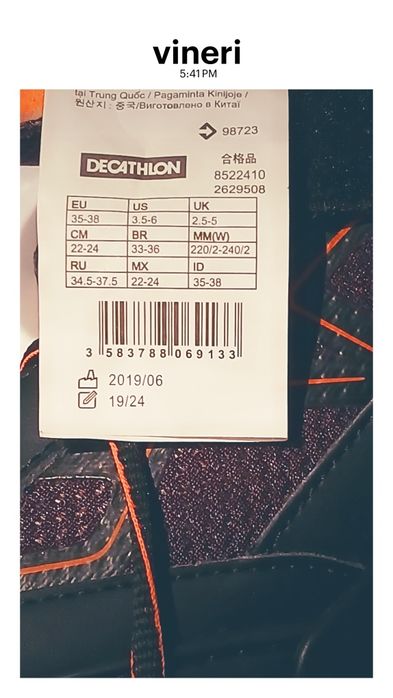 vineri
5:41PM
tại Trung Quốc / Pagaminta Kinijoje /
원산지 : 중국/Виготовлено в Китаї
98723
DECATHLON
合格品
8522410
2629508
EU US UK
35-38 3.5-6 2.5-5
CM BR MM(W)
22-24 33-36 220/2-240/2
RU MX ID
34.5-37.5 22-24 35-38
3 583788 069133
2019/06
19/24